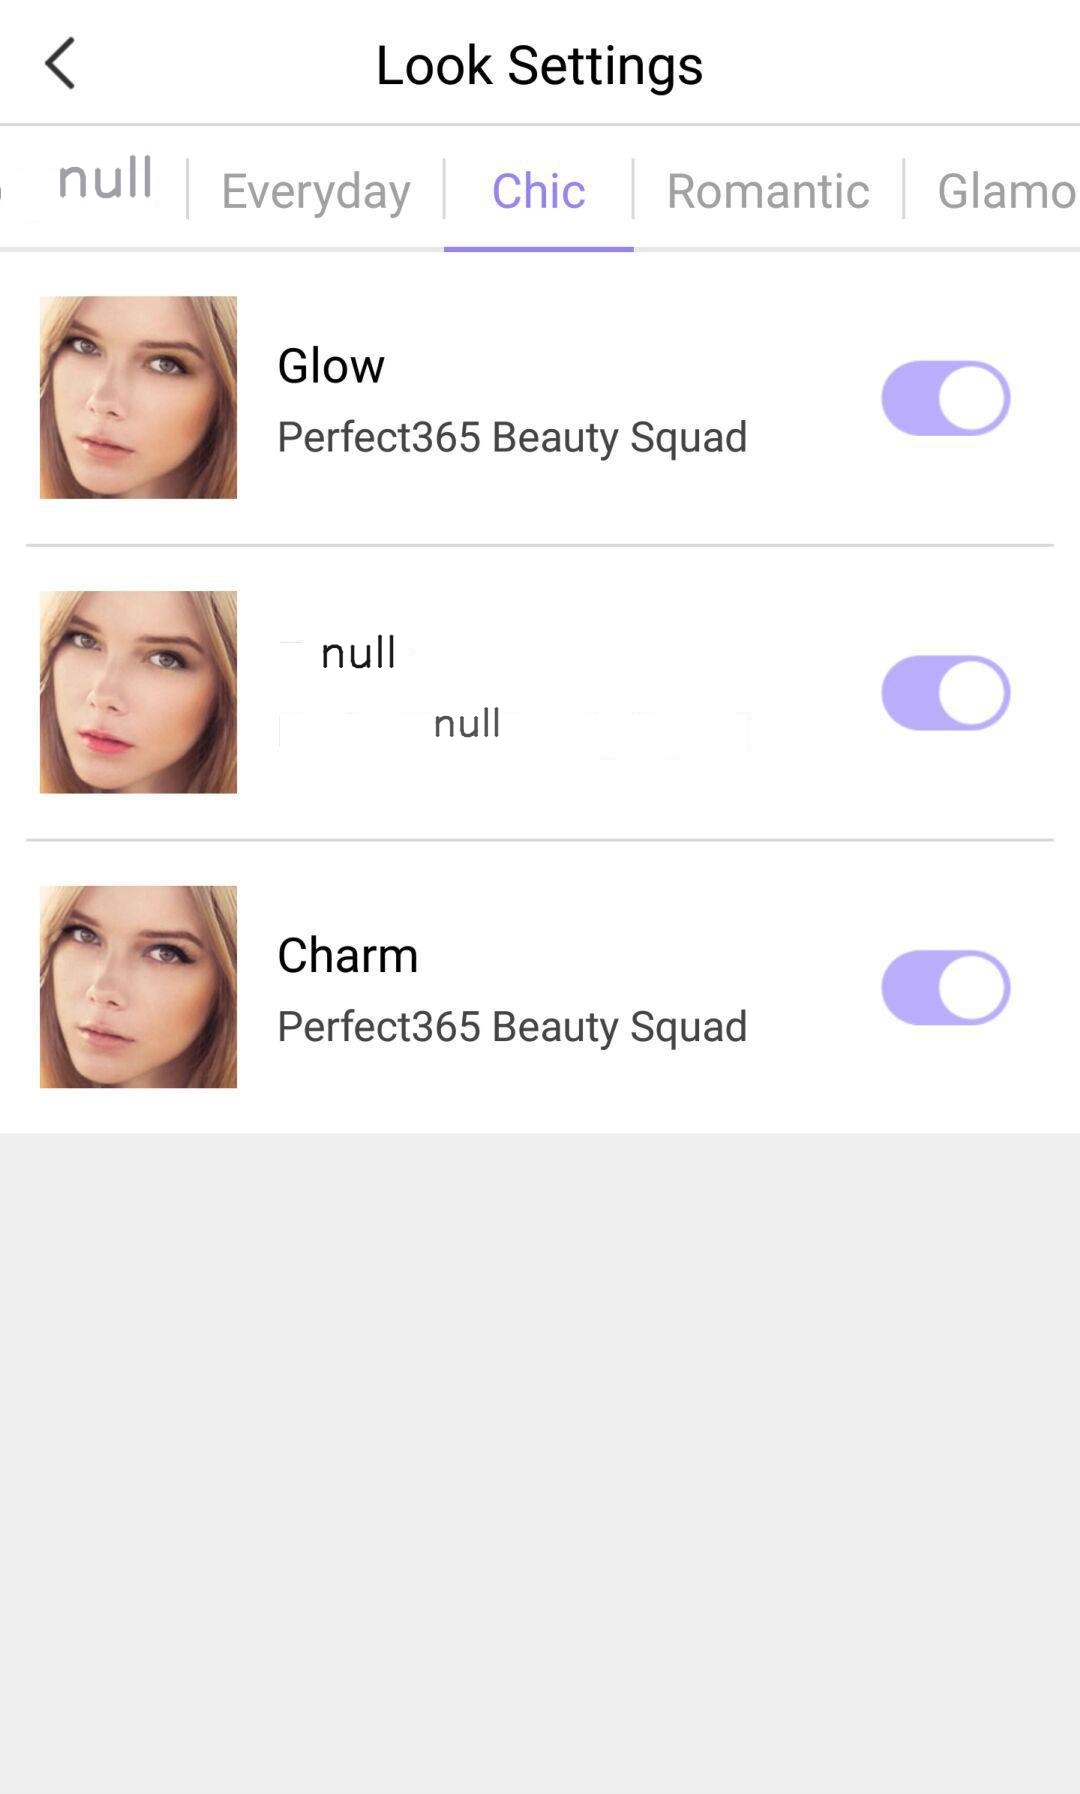 Look Settings
null
Everyday
Chic
Romantic
Glamo
Glow
Perfect365 Beauty Squad
null
null
Charm
Perfect365 Beauty Squad